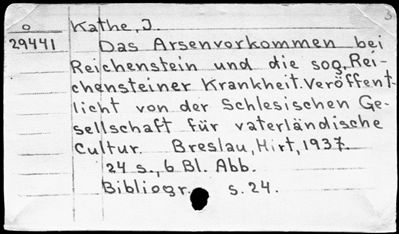 o Kathe, J.
29441 Das Arsenvorkommen bei
Reichenstein und die sog. Rei-
chensteiner Krankheit. Veröffent-
licht von der Schlesischen Ge-
sellschaft für vaterländische
Cultur. Breslau, Hirt, 1937.
24 s., 6 Bl. Abb.
Bibliogr. s. 24.